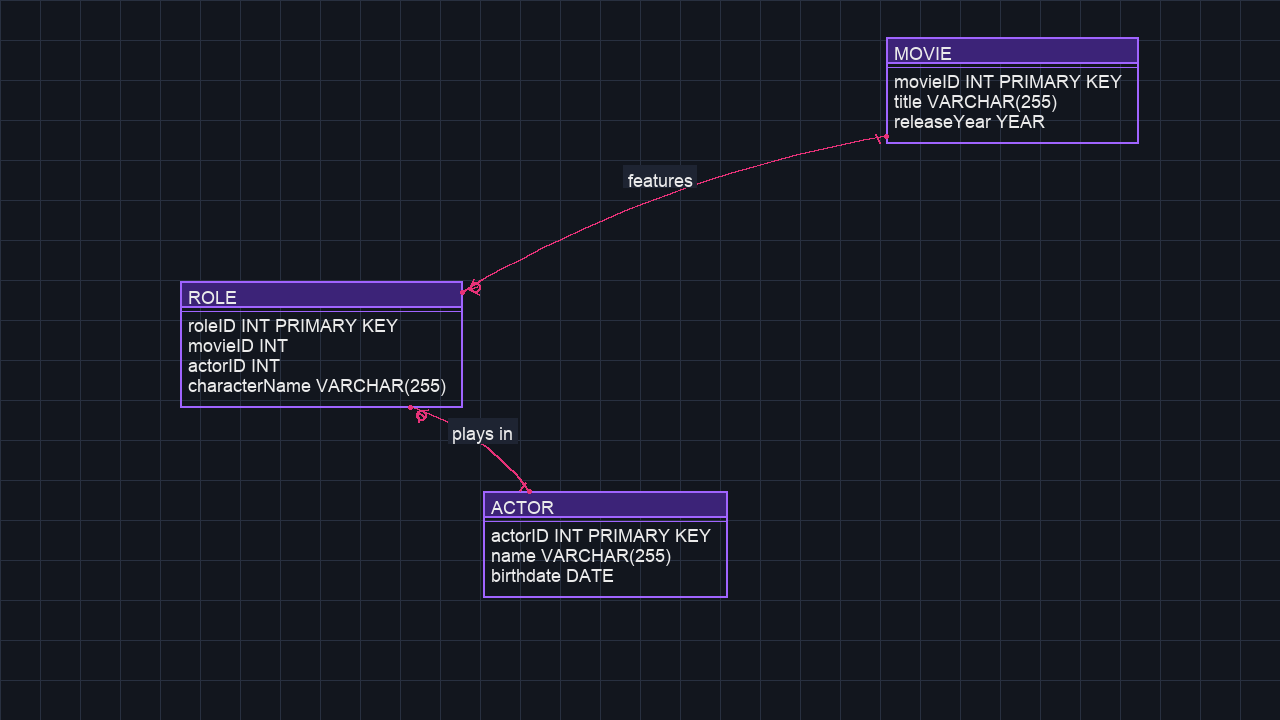 MOVIE
movieID INT PRIMARY KEY
title VARCHAR(255)
releaseYear YEAR
features
ROLE
roleID INT PRIMARY KEY
movieID INT
actorID INT
characterName VARCHAR(255)
plays in
ACTOR
actorID INT PRIMARY KEY
name VARCHAR(255)
birthdate DATE